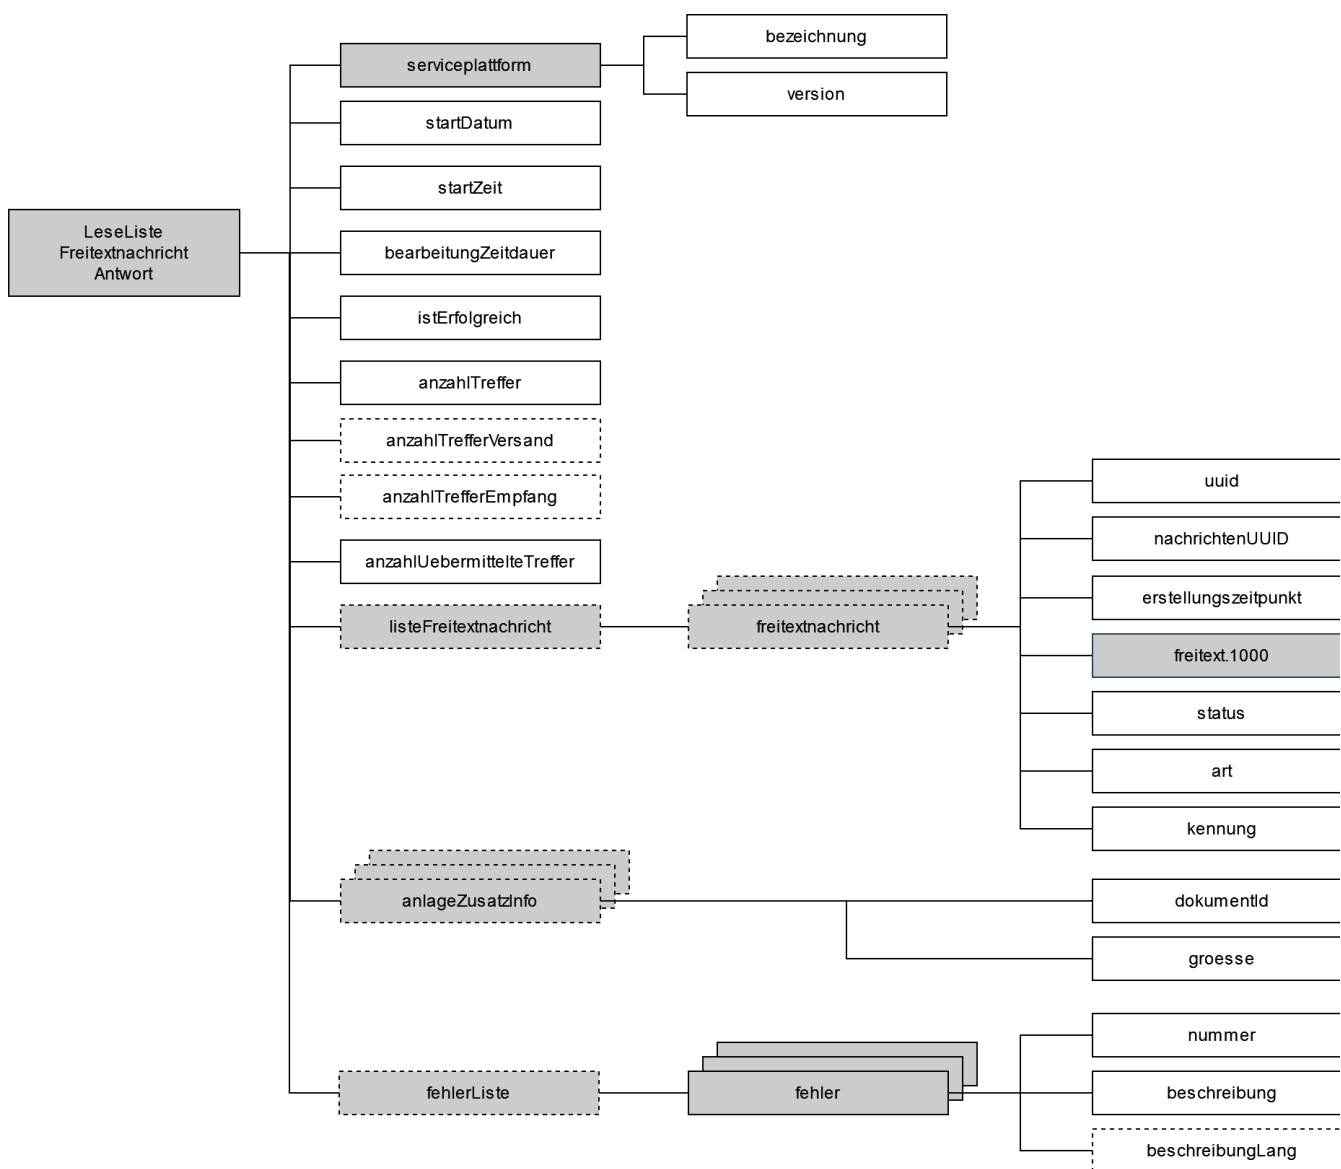 bezeichnung
serviceplattform
version
startDatum
startZeit
LeseListe
Freitextnachricht
Antwort
bearbeitungZeitdauer
istErfolgreich
anzahlTreffer
anzahlTrefferVersand
anzahlTrefferEmpfang
anzahlUebermittelteTreffer
listeFreitextnachricht
freitextnachricht
uuid
nachrichtenUUID
erstellungszeitpunkt
freitext.1000
status
art
kennung
anlageZusatzInfo
dokumentId
groesse
fehlerListe
fehler
nummer
beschreibung
beschreibungLang